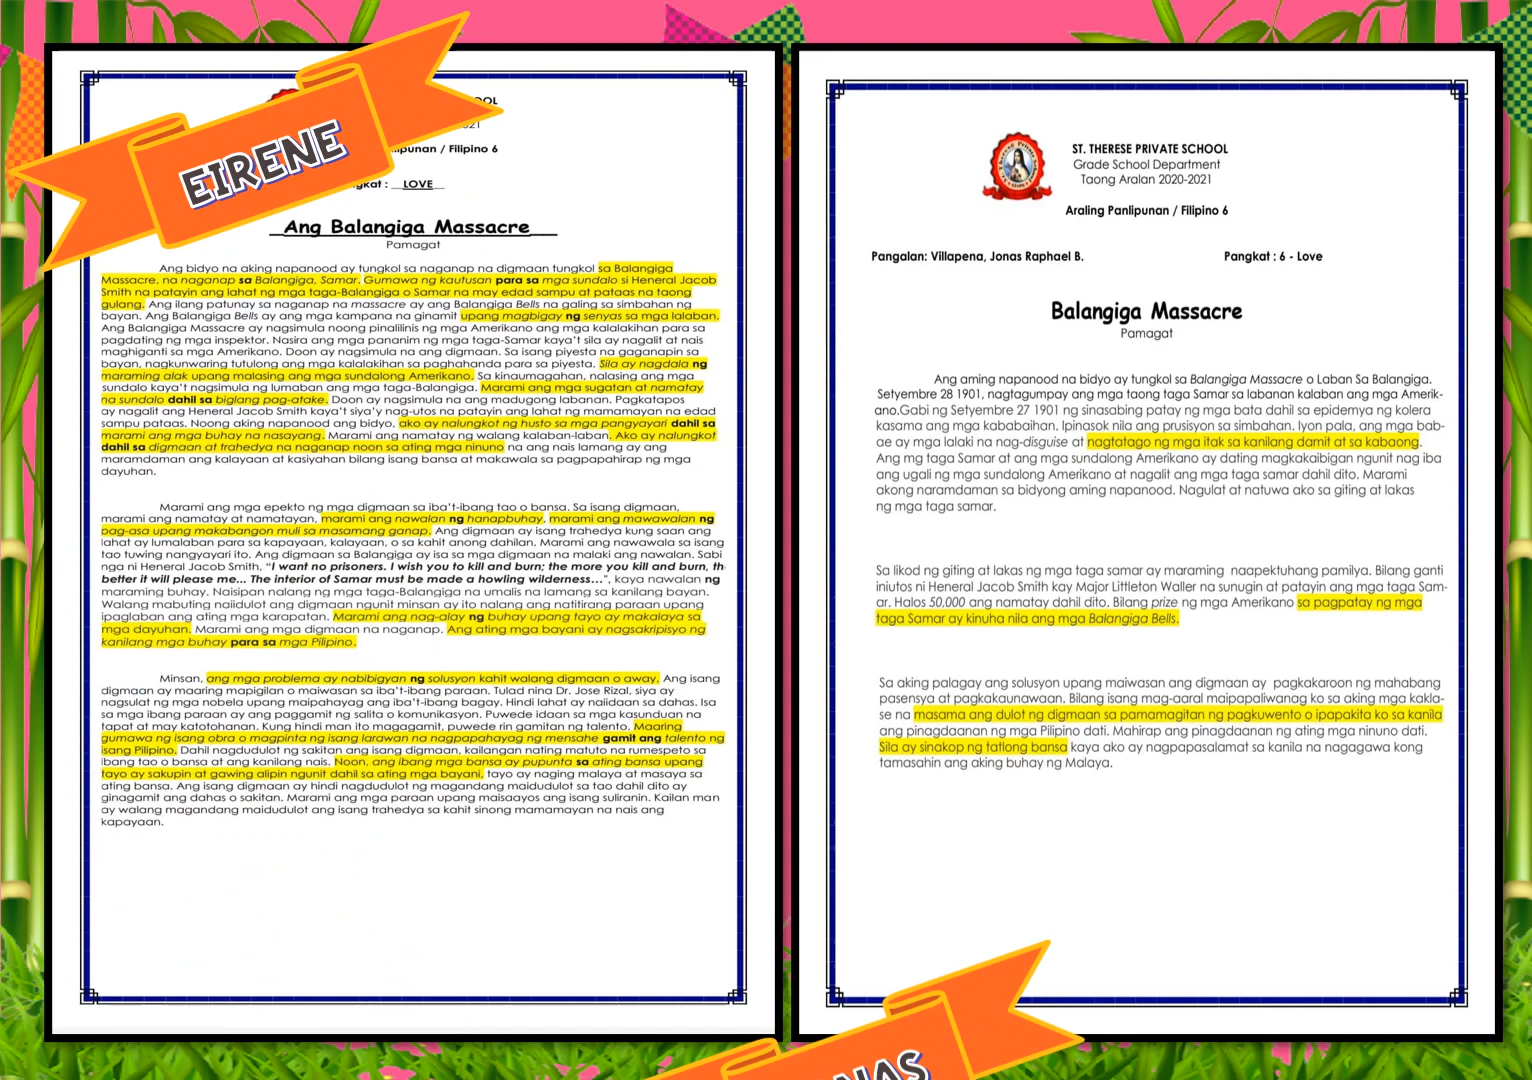 EIRENE
OOL
2021
lipunan / Filipino 6
gkat : LOVE
Ang Balangiga Massacre
Pamagat
Ang bidyo na aking napanood ay tungkol sa naganap na digmaan tungkol sa Balangiga
Massacre, na naganap sa Balangiga, Samar. Gumawa ng kautusan para sa mga sundalo si Heneral Jacob
Smith na patayin ang lahat ng mga taga-Balangiga o Samar na may edad sampu at pataas na taong
gulang. Ang ilang patunay sa naganap na massacre ay ang Balangiga Bells na galing sa simbahan ng
bayan. Ang Balangiga Bells ay ang mga kampana na ginamit upang magbigay ng senyas sa mga lalaban.
Ang Balangiga Massacre ay nagsimula noong pinalilinis ng mga Amerikano ang mga kalalakihan para sa
pagdating ng mga inspektor. Nasira ang mga pananim ng mga taga-Samar kaya't sila ay nagalit at nais
maghiganti sa mga Amerikano. Doon ay nagsimula na ang digmaan. Sa isang piyesta na gaganapin sa
bayan, nagkunwaring tutulong ang mga kalalakihan sa paghahanda para sa piyesta. Sila ay nagdala ng
maraming alak upang malasing ang mga sundalong Amerikano. Sa kinaumagahan, nalasing ang mga
sundalo kaya't nagsimula ng lumaban ang mga taga-Balangiga. Marami ang mga sugatan at namatay
na sundalo dahil sa biglang pag-atake. Doon ay nagsimula na ang madugong labanan. Pagkatapos
ay nagalit ang Heneral Jacob Smith kaya't siya'y nag-utos na patayin ang lahat ng mamamayan na edad
sampu pataas. Noong aking napanood ang bidyo, ako ay nalungkot ng husto sa mga pangyayari dahil sa
marami ang mga buhay na nasayang. Marami ang namatay ng walang kalaban-laban. Ako ay nalungkot
dahil sa digmaan at trahedya na naganap noon sa ating mga ninuno na ang nais lamang ay ang
maramdaman ang kalayaan at kasiyahan bilang isang bansa at makawala sa pagpapahirap ng mga
dayuhan.
Marami ang mga epekto ng mga digmaan sa iba't-ibang tao o bansa. Sa isang digmaan,
marami ang namatay at namatayan, marami ang nawalan ng hanapbuhay, marami ang mawawalan ng
pag-asa upang makabangon muli sa masamang ganap. Ang digmaan ay isang trahedya kung saan ang
lahat ay lumalaban para sa kapayaan, kalayaan, o sa kahit anong dahilan. Marami ang nawawala sa isang
tao tuwing nangyayari ito. Ang digmaan sa Balangiga ay isa sa mga digmaan na malaki ang nawalan. Sabi
nga ni Heneral Jacob Smith, "I want no prisoners. I wish you to kill and burn; the more you kill and burn, th
better it will please me... The interior of Samar must be made a howling wilderness...", kaya nawalan ng
maraming buhay. Naisipan nalang ng mga taga-Balangiga na umalis na lamang sa kanilang bayan.
Walang mabuting naiidulot ang digmaan ngunit minsan ay ito nalang ang natitirang paraan upang
ipaglaban ang ating mga karapatan. Marami ang nag-alay ng buhay upang tayo ay makalaya sa
mga dayuhan. Marami ang mga digmaan na naganap. Ang ating mga bayani ay nagsakripisyo ng
kanilang mga buhay para sa mga Pilipino.
Minsan, ang mga problema ay nabibigyan ng solusyon kahit walang digmaan o away. Ang isang
digmaan ay maaring mapigilan o maiwasan sa iba't-ibang paraan. Tulad nina Dr. Jose Rizal, siya ay
nagsulat ng mga nobela upang maipahayag ang iba't-ibang bagay. Hindi lahat ay naiidaan sa dahas. Isa
sa mga ibang paraan ay ang paggamit ng salita o komunikasyon. Puwede idaan sa mga kasunduan na
tapat at may katotohanan. Kung hindi man ito magagamit, puwede rin gamitan ng talento. Maaring
gumawa ng isang obra o magpinta ng isang larawan na nagpapahayag ng mensahe gamit ang talento ng
isang Pilipino. Dahil nagdudulot ng sakitan ang isang digmaan, kailangan nating matuto na rumespeto sa
ibang tao o bansa at ang kanilang nais. Noon, ang ibang mga bansa ay pupunta sa ating bansa upang
tayo ay sakupin at gawing alipin ngunit dahil sa ating mga bayani, tayo ay naging malaya at masaya sa
ating bansa. Ang isang digmaan ay hindi nagdudulot ng magandang maidudulot sa tao dahil dito ay
ginagamit ang dahas o sakitan. Marami ang mga paraan upang maisaayos ang isang suliranin. Kailan man
ay walang magandang maidudulot ang isang trahedya sa kahit sinong mamamayan na nais ang
kapayaan.
ST. THERESE PRIVATE SCHOOL
Grade School Department
Taong Aralan 2020-2021
Araling Panlipunan / Filipino 6
Pangalan: Villapena, Jonas Raphael B. Pangkat : 6 - Love
Balangiga Massacre
Pamagat
Ang aming napanood na bidyo ay tungkol sa Balangiga Massacre o Laban Sa Balangiga.
Setyembre 28 1901, nagtagumpay ang mga taong taga Samar sa labanan kalaban ang mga Amerik-
ano.Gabi ng Setyembre 27 1901 ng sinasabing patay ng mga bata dahil sa epidemya ng kolera
kasama ang mga kababaihan. Ipinasok nila ang prusisyon sa simbahan. Iyon pala, ang mga bab-
ae ay mga lalaki na nag-disguise at nagtatago ng mga itak sa kanilang damit at sa kabaong.
Ang mg taga Samar at ang mga sundalong Amerikano ay dating magkakaibigan ngunit nag iba
ang ugali ng mga sundalong Amerikano at nagalit ang mga taga samar dahil dito. Marami
akong naramdaman sa bidyong aming napanood. Nagulat at natuwa ako sa giting at lakas
ng mga taga samar.
Sa likod ng giting at lakas ng mga taga samar ay maraming naapektuhang pamilya. Bilang ganti
iniutos ni Heneral Jacob Smith kay Major Littleton Waller na sunugin at patayin ang mga taga Sam-
ar. Halos 50,000 ang namatay dahil dito. Bilang prize ng mga Amerikano sa pagpatay ng mga
taga Samar ay kinuha nila ang mga Balangiga Bells.
Sa aking palagay ang solusyon upang maiwasan ang digmaan ay pagkakaroon ng mahabang
pasensya at pagkakaunawaan. Bilang isang mag-aaral maipapaliwanag ko sa aking mga kakla-
se na masama ang dulot ng digmaan sa pamamagitan ng pagkuwento o ipapakita ko sa kanila
ang pinagdaanan ng mga Pilipino dati. Mahirap ang pinagdaanan ng ating mga ninuno dati.
Sila ay sinakop ng tatlong bansa kaya ako ay nagpapasalamat sa kanila na nagagawa kong
tamasahin ang aking buhay ng Malaya.
NAS